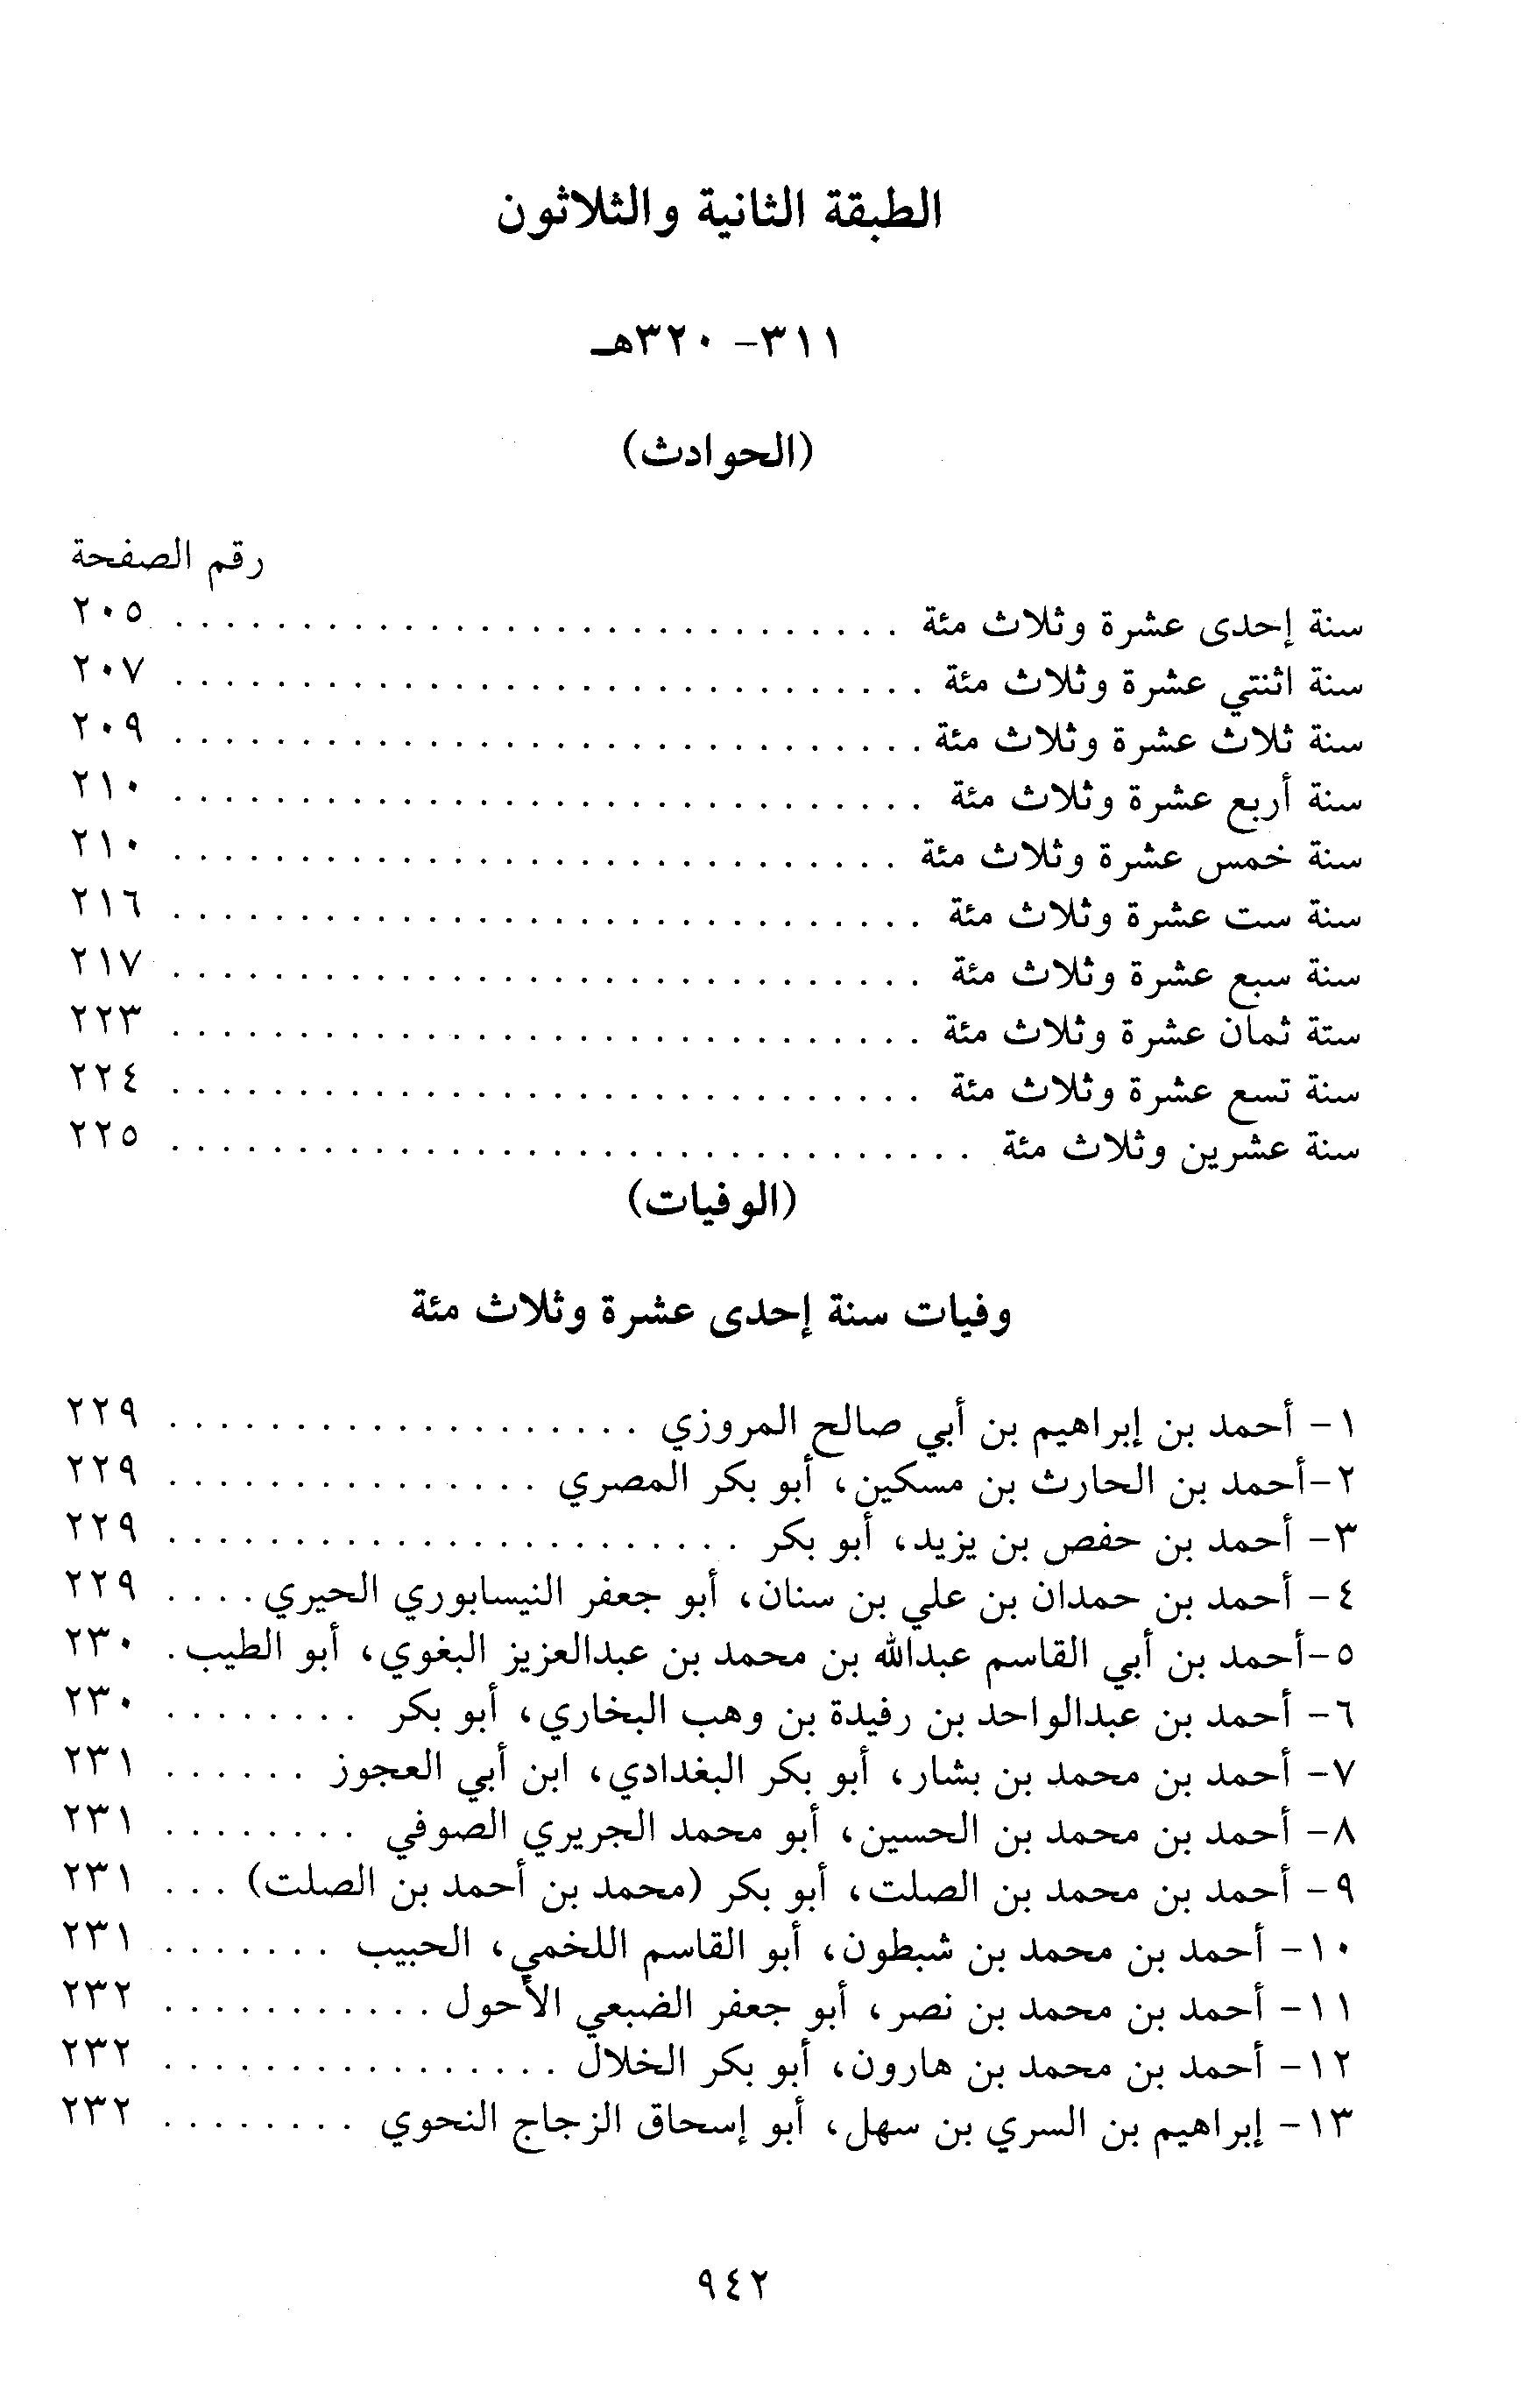 الطبقة الثانية والثلاثون
٣١١- ٣٢٠هـ
(الحوادث)
رقم الصفحة
سنة إحدى عشرة وثلاث مئة . . . . . . . . . . . . . . . . . . . . . . . . . . . . . ٢٠٥
سنة اثنتي عشرة وثلاث مئة . . . . . . . . . . . . . . . . . . . . . . . . . . . . . . ٢٠٧
سنة ثلاث عشرة وثلاث مئة . . . . . . . . . . . . . . . . . . . . . . . . . . . . . . ٢٠٩
سنة أربع عشرة وثلاث مئة . . . . . . . . . . . . . . . . . . . . . . . . . . . . . . ٢١٠
سنة خمس عشرة وثلاث مئة . . . . . . . . . . . . . . . . . . . . . . . . . . . . . ٢١٠
سنة ست عشرة وثلاث مئة . . . . . . . . . . . . . . . . . . . . . . . . . . . . . . ٢١٦
سنة سبع عشرة وثلاث مئة . . . . . . . . . . . . . . . . . . . . . . . . . . . . . . ٢١٧
ستة ثمان عشرة وثلاث مئة . . . . . . . . . . . . . . . . . . . . . . . . . . . . . . ٢٢٣
سنة تسع عشرة وثلاث مئة . . . . . . . . . . . . . . . . . . . . . . . . . . . . . . ٢٢٤
سنة عشرين وثلاث مئة . . . . . . . . . . . . . . . . . . . . . . . . . . . . . . . . ٢٢٥
(الوفيات)
وفيات سنة إحدى عشرة وثلاث مئة
١- أحمد بن إبراهيم بن أبي صالح المروزي . . . . . . . . . . . . . . . . . . . ٢٢٩
٢-أحمد بن الحارث بن مسكين، أبو بكر المصري . . . . . . . . . . . . . . . ٢٢٩
٣- أحمد بن حفص بن يزيد، أبو بكر . . . . . . . . . . . . . . . . . . . . . . . ٢٢٩
٤- أحمد بن حمدان بن علي بن سنان، أبو جعفر النيسابوري الحيري . . . . ٢٢٩
٥-أحمد بن أبي القاسم عبدالله بن محمد بن عبدالعزيز البغوي، أبو الطيب . ٢٣٠
٦- أحمد بن عبدالواحد بن رفيدة بن وهب البخاري، أبو بكر . . . . . . . . ٢٣٠
٧- أحمد بن محمد بن بشار، أبو بكر البغدادي، ابن أبي العجوز . . . . . . ٢٣١
٨- أحمد بن محمد بن الحسين، أبو محمد الجريري الصوفي . . . . . . . . ٢٣١
٩- أحمد بن محمد بن الصلت، أبو بكر (محمد بن أحمد بن الصلت) . . . ٢٣١
١٠- أحمد بن محمد بن شبطون، أبو القاسم اللخمي، الحبيب . . . . . . . ٢٣١
١١- أحمد بن محمد بن نصر، أبو جعفر الضبعي الأحول . . . . . . . . . . . ٢٣٢
١٢- أحمد بن محمد بن هارون، أبو بكر الخلال . . . . . . . . . . . . . . . . ٢٣٢
١٣- إبراهيم بن السري بن سهل، أبو إسحاق الزجاج النحوي . . . . . . . . ٢٣٢
٩٤٢